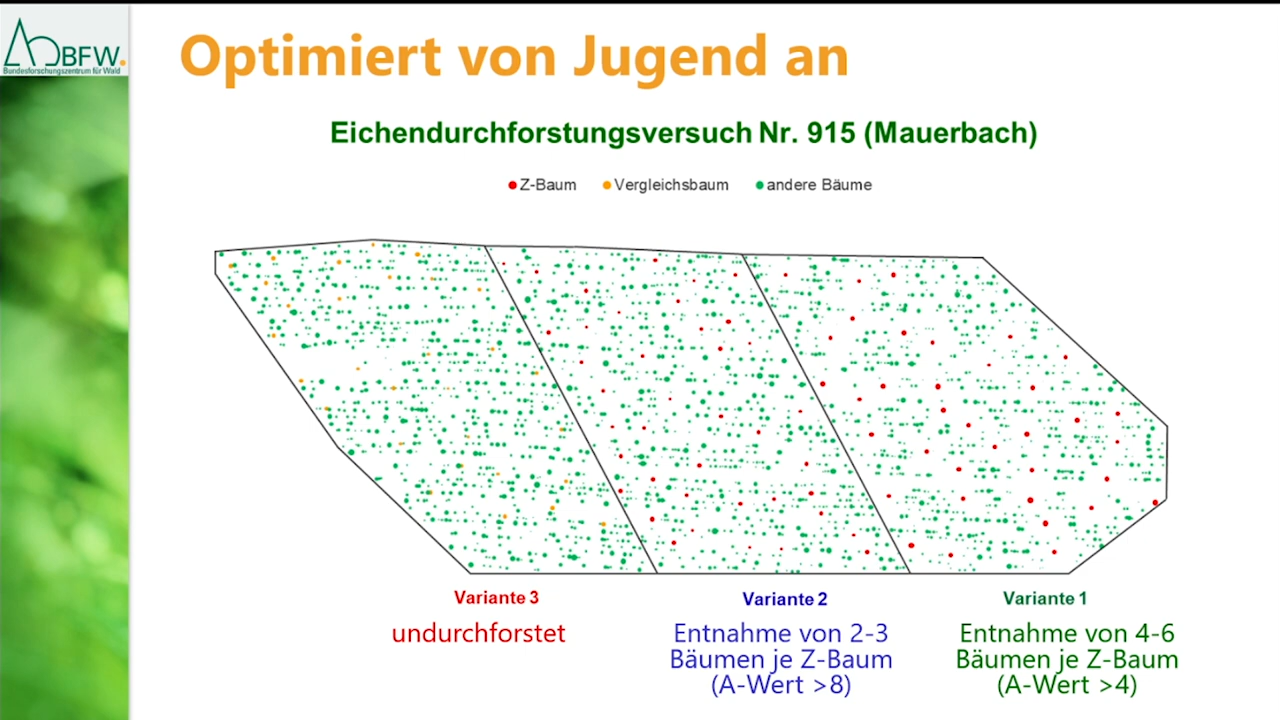 BFW.
Bundesforschungszentrum für Wald
Optimiert von Jugend an
Eichendurchforstungsversuch Nr. 915 (Mauerbach)
Z-Baum Vergleichsbaum andere Bäume
Variante 3
undurchforstet
Variante 2
Entnahme von 2-3
Bäumen je Z-Baum
(A-Wert >8)
Variante 1
Entnahme von 4-6
Bäumen je Z-Baum
(A-Wert >4)